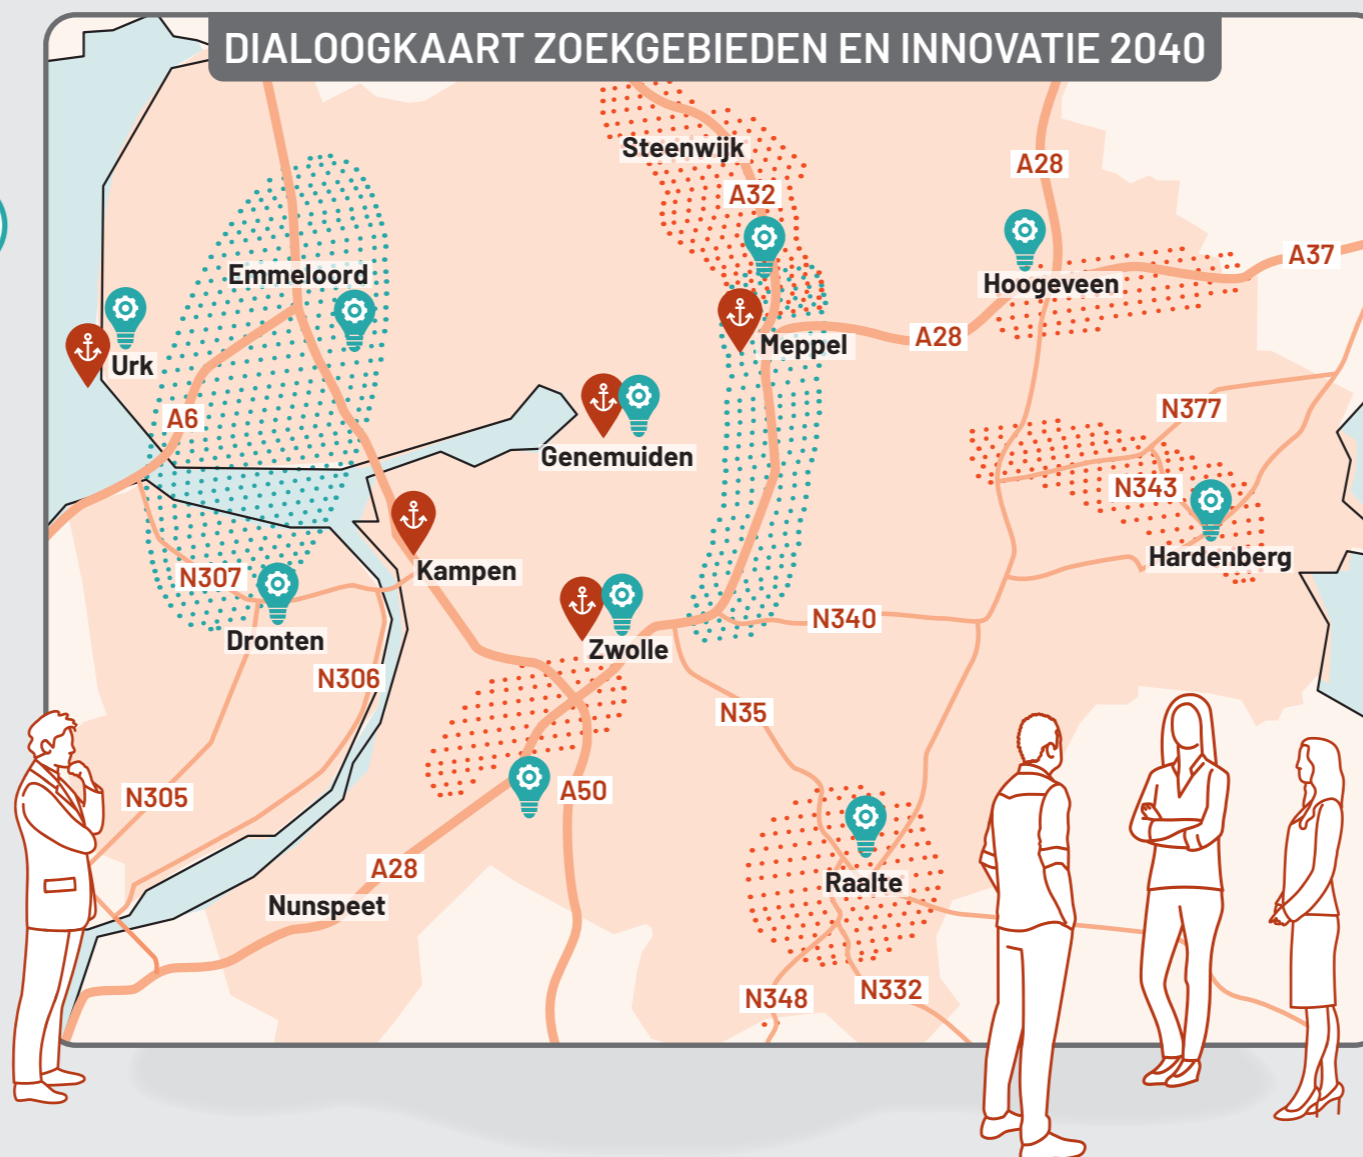 DIALOOGKAART ZOEKGEBIEDEN EN INNOVATIE 2040
Steenwijk
A28
A32
A37
Emmeloord
Hoogeveen
A28
Meppel
Urk
A6
N377
Genemuiden
N343
Hardenberg
Kampen
N307
N340
Dronten
Zwolle
N306
N35
A50
N305
A28
Raalte
Nunspeet
N332
N348